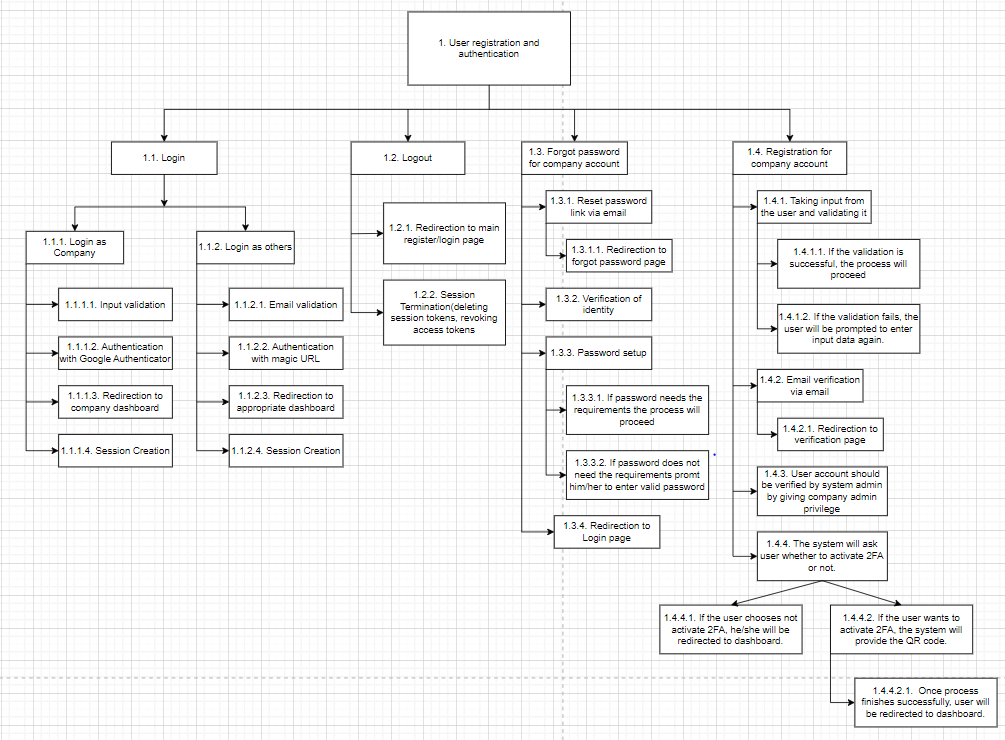 1. User registration and
authentication
1.1. Login
1.2. Logout
1.3. Forgot password
for company account
1.4. Registration for
company account
1.1.1. Login as
Company
1.1.2. Login as others
1.1.1.1. Input validation
1.1.1.2. Authentication
with Google Authenticator
1.1.1.3. Redirection to
company dashboard
1.1.1.4. Session Creation
1.1.2.1. Email validation
1.1.2.2. Authentication
with magic URL
1.1.2.3. Redirection to
appropriate dashboard
1.1.2.4. Session Creation
1.2.1. Redirection to main
register/login page
1.2.2. Session
Termination(deleting
session tokens, revoking
access tokens
1.3.1. Reset password
link via email
1.3.1.1. Redirection to
forgot password page
1.3.2. Verification of
identity
1.3.3. Password setup
1.3.3.1. If password needs the
requirements the process will
proceed
1.3.3.2. If password does not
need the requirements promt
him/her to enter valid password
1.3.4. Redirection to
Login page
1.4.1. Taking input from
the user and validating it
1.4.1.1. If the validation is
successful, the process will
proceed
1.4.1.2. If the validation fails, the
user will be prompted to enter
input data again.
1.4.2. Email verification
via email
1.4.2.1. Redirection to
verification page
1.4.3. User account should
be verified by system admin
by giving company admin
privilege
1.4.4. The system will ask
user whether to activate 2FA
or not.
1.4.4.1. If the user chooses not
activate 2FA, he/she will be
redirected to dashboard.
1.4.4.2. If the user wants to
activate 2FA, the system will
provide the QR code.
1.4.4.2.1. Once process
finishes successfully, user will
be redirected to dashboard.